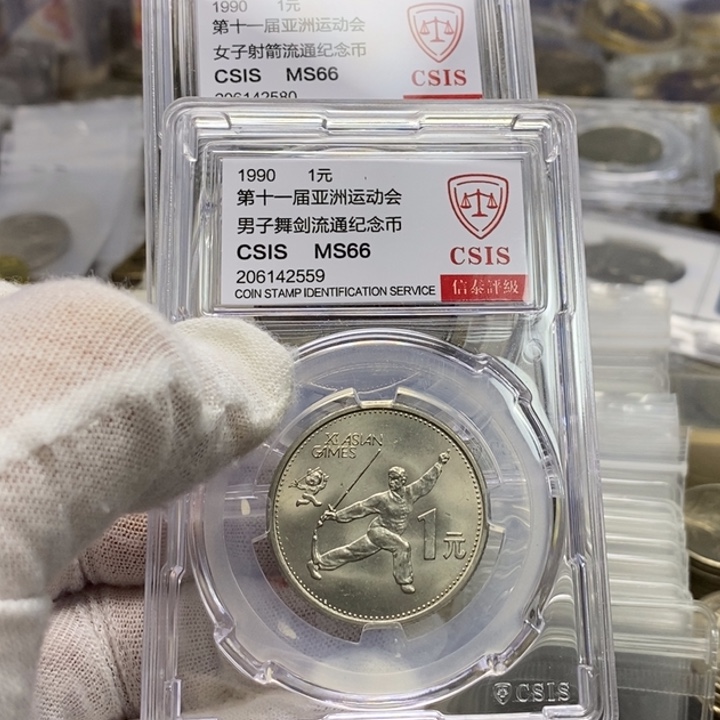 1990 1元
第十一届亚洲运动会
女子射箭流通纪念币
CSIS MS66
206142580
CSIS
1990 1元
第十一届亚洲运动会
男子舞剑流通纪念币
CSIS MS66
206142559
COIN STAMP IDENTIFICATION SERVICE
CSIS
信泰評級
XI ASIAN
GAMES
1元
CSIS